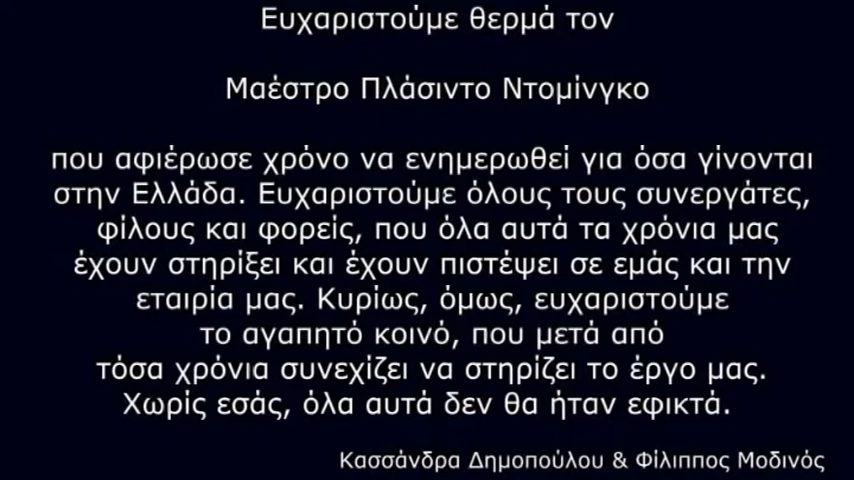 Ευχαριστούμε θερμά τον
Μαέστρο Πλάσιντο Ντομίνγκο
που αφιέρωσε χρόνο να ενημερωθεί για όσα γίνονται
στην Ελλάδα. Ευχαριστούμε όλους τους συνεργάτες,
φίλους και φορείς, που όλα αυτά τα χρόνια μας
έχουν στηρίξει και έχουν πιστέψει σε εμάς και την
εταιρία μας. Κυρίως, όμως, ευχαριστούμε
το αγαπητό κοινό, που μετά από
τόσα χρόνια συνεχίζει να στηρίζει το έργο μας.
Χωρίς εσάς, όλα αυτά δεν θα ήταν εφικτά.
Κασσάνδρα Δημοπούλου & Φίλιππος Μοδινός